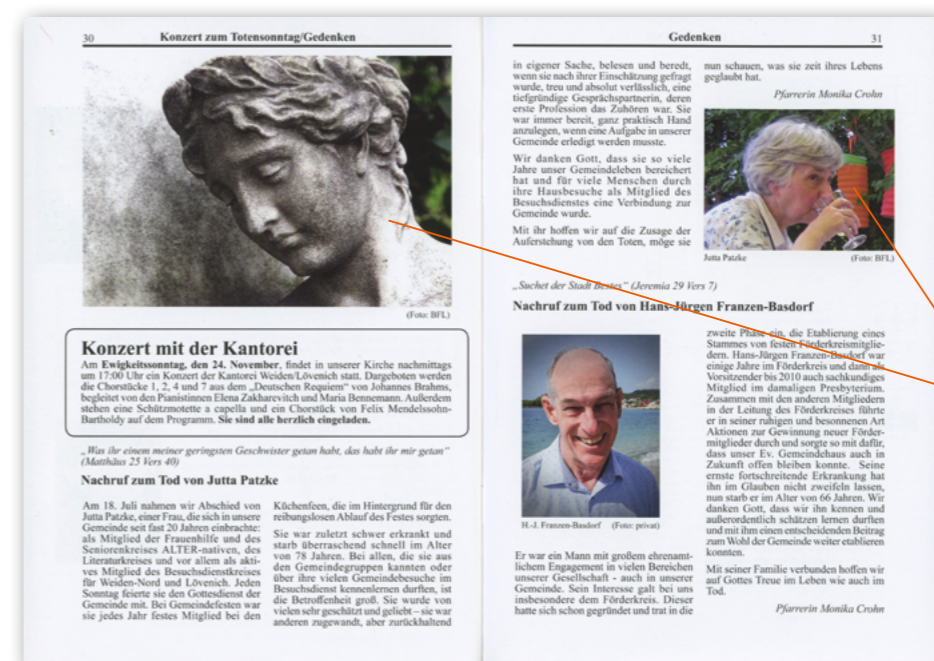 30
Konzert zum Totensonntag/Gedenken
(Foto: BFL)
Konzert mit der Kantorei
Am Ewigkeitssonntag, den 24. November, findet in unserer Kirche nachmittags
um 17:00 Uhr ein Konzert der Kantorei Weiden/Lövenich statt. Dargeboten werden
die Chorstücke 1, 2, 4 und 7 aus dem „Deutschen Requiem“ von Johannes Brahms,
begleitet von den Pianistinnen Elena Zakharevitch und Maria Bennemann. Außerdem
stehen eine Schützmotette a capella und ein Chorstück von Felix Mendelssohn-
Bartholdy auf dem Programm. Sie sind alle herzlich eingeladen.
„Was ihr einem meiner geringsten Geschwister getan habt, das habt ihr mir getan“
(Matthäus 25 Vers 40)
Nachruf zum Tod von Jutta Patzke
Am 18. Juli nahmen wir Abschied von
Jutta Patzke, einer Frau, die sich in unsere
Gemeinde seit fast 20 Jahren einbrachte:
als Mitglied der Frauenhilfe und des
Seniorenkreises ALTER-nativen, des
Literaturkreises und vor allem als akti-
ves Mitglied des Besuchsdienstkreises
für Weiden-Nord und Lövenich. Jeden
Sonntag feierte sie den Gottesdienst der
Gemeinde mit. Bei Gemeindefesten war
sie jedes Jahr festes Mitglied bei den
Küchenfeen, die im Hintergrund für den
reibungslosen Ablauf des Festes sorgten.
Sie war zuletzt schwer erkrankt und
starb überraschend schnell im Alter
von 78 Jahren. Bei allen, die sie aus
den Gemeindegruppen kannten oder
über ihre vielen Gemeindebesuche im
Besuchsdienst kennenlernen durften, ist
die Betroffenheit groß. Sie wurde von
vielen sehr geschätzt und geliebt – sie war
anderen zugewandt, aber zurückhaltend
Gedenken
31
in eigener Sache, belesen und beredt,
wenn sie nach ihrer Einschätzung gefragt
wurde, treu und absolut verlässlich, eine
tiefgründige Gesprächspartnerin, deren
erste Profession das Zuhören war. Sie
war immer bereit, ganz praktisch Hand
anzulegen, wenn eine Aufgabe in unserer
Gemeinde erledigt werden musste.
Wir danken Gott, dass sie so viele
Jahre unser Gemeindeleben bereichert
hat und für viele Menschen durch
ihre Hausbesuche als Mitglied des
Besuchsdienstes eine Verbindung zur
Gemeinde wurde.
Mit ihr hoffen wir auf die Zusage der
Auferstehung von den Toten, möge sie
nun schauen, was sie zeit ihres Lebens
geglaubt hat.
Pfarrerin Monika Crohn
Jutta Patzke
(Foto: BFL)
„Suchet der Stadt Bestes“ (Jeremia 29 Vers 7)
Nachruf zum Tod von Hans-Jürgen Franzen-Basdorf
H.-J. Franzen-Basdorf (Foto: privat)
Er war ein Mann mit großem ehrenamt-
lichem Engagement in vielen Bereichen
unserer Gesellschaft - auch in unserer
Gemeinde. Sein Interesse galt bei uns
insbesondere dem Förderkreis. Dieser
hatte sich schon gegründet und trat in die
zweite Phase ein, die Etablierung eines
Stammes von festen Förderkreismitglie-
dern. Hans-Jürgen Franzen-Basdorf war
einige Jahre im Förderkreis und dann als
Vorsitzender bis 2010 auch sachkundiges
Mitglied im damaligen Presbyterium.
Zusammen mit den anderen Mitgliedern
in der Leitung des Förderkreises führte
er in seiner ruhigen und besonnenen Art
Aktionen zur Gewinnung neuer Förder-
mitglieder durch und sorgte so mit dafür,
dass unser Ev. Gemeindehaus auch in
Zukunft offen bleiben konnte. Seine
ernste fortschreitende Erkrankung hat
ihn im Glauben nicht zweifeln lassen,
nun starb er im Alter von 66 Jahren. Wir
danken Gott, dass wir ihn kennen und
außerordentlich schätzen lernen durften
und mit ihm einen entscheidenden Beitrag
zum Wohl der Gemeinde weiter etablieren
konnten.
Mit seiner Familie verbunden hoffen wir
auf Gottes Treue im Leben wie auch im
Tod.
Pfarrerin Monika Crohn